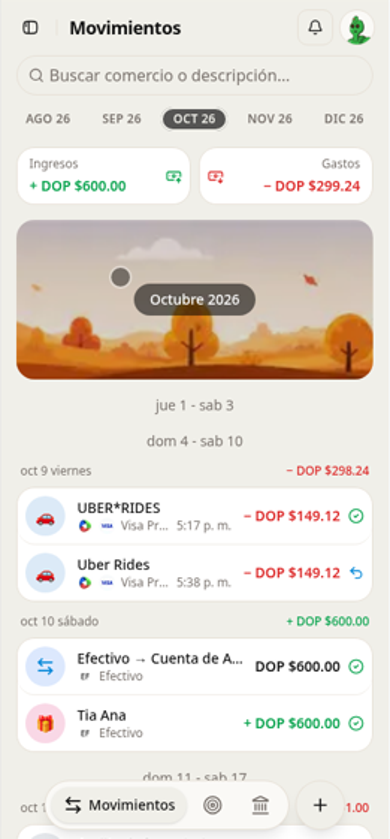 Movimientos
Buscar comercio o descripción...
AGO 26 SEP 26 OCT 26 NOV 26 DIC 26
Ingresos
+ DOP $600.00
Gastos
− DOP $299.24
Octubre 2026
jue 1 - sab 3
dom 4 - sab 10
oct 9 viernes − DOP $298.24
UBER*RIDES
VISA Visa Pr... 5:17 p. m.
− DOP $149.12
Uber Rides
VISA Visa Pr... 5:38 p. m.
− DOP $149.12
oct 10 sábado + DOP $600.00
Efectivo → Cuenta de A...
EF Efectivo
DOP $600.00
Tia Ana
EF Efectivo
+ DOP $600.00
dom 11 - sab 17
Movimientos